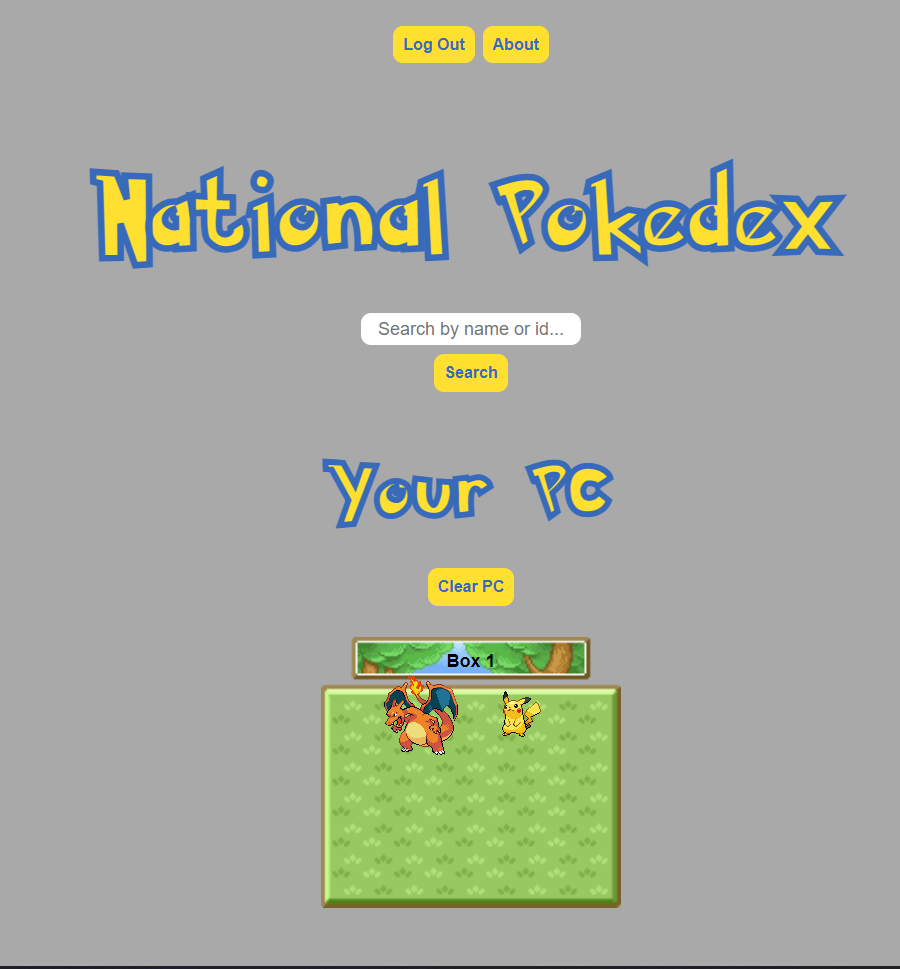 Log Out About
National Pokedex
Search by name or id...
Search
Your PC
Clear PC
Box 1